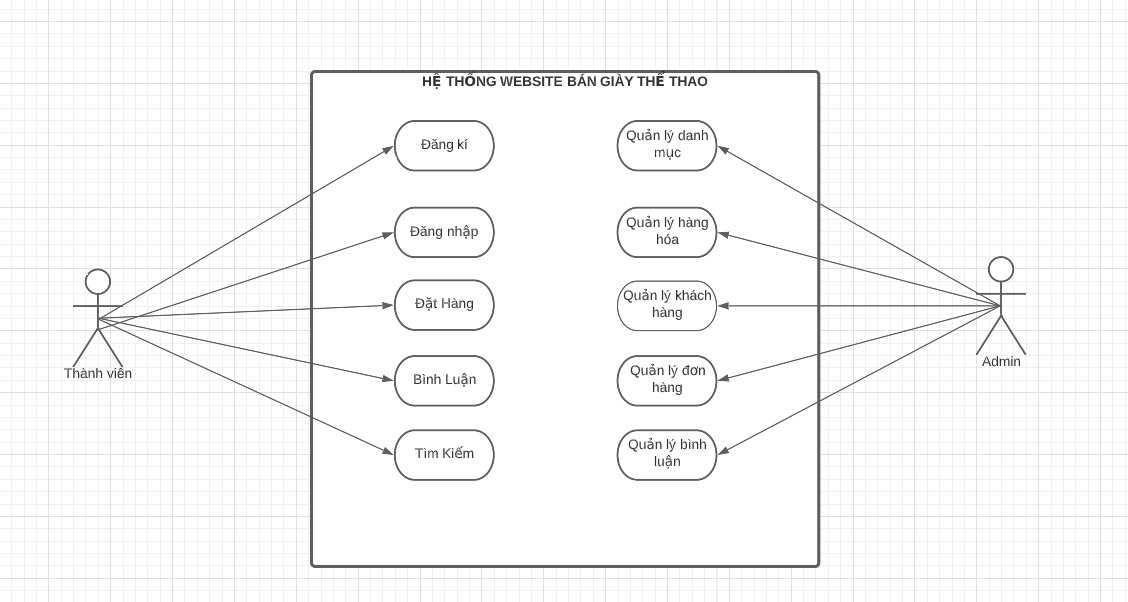 HỆ THỐNG WEBSITE BÁN GIÀY THỂ THAO
Đăng kí
Đăng nhập
Đặt Hàng
Bình Luận
Tìm Kiếm
Quản lý danh
mục
Quản lý hàng
hóa
Quản lý khách
hàng
Quản lý đơn
hàng
Quản lý bình
luận
Thành viên
Admin